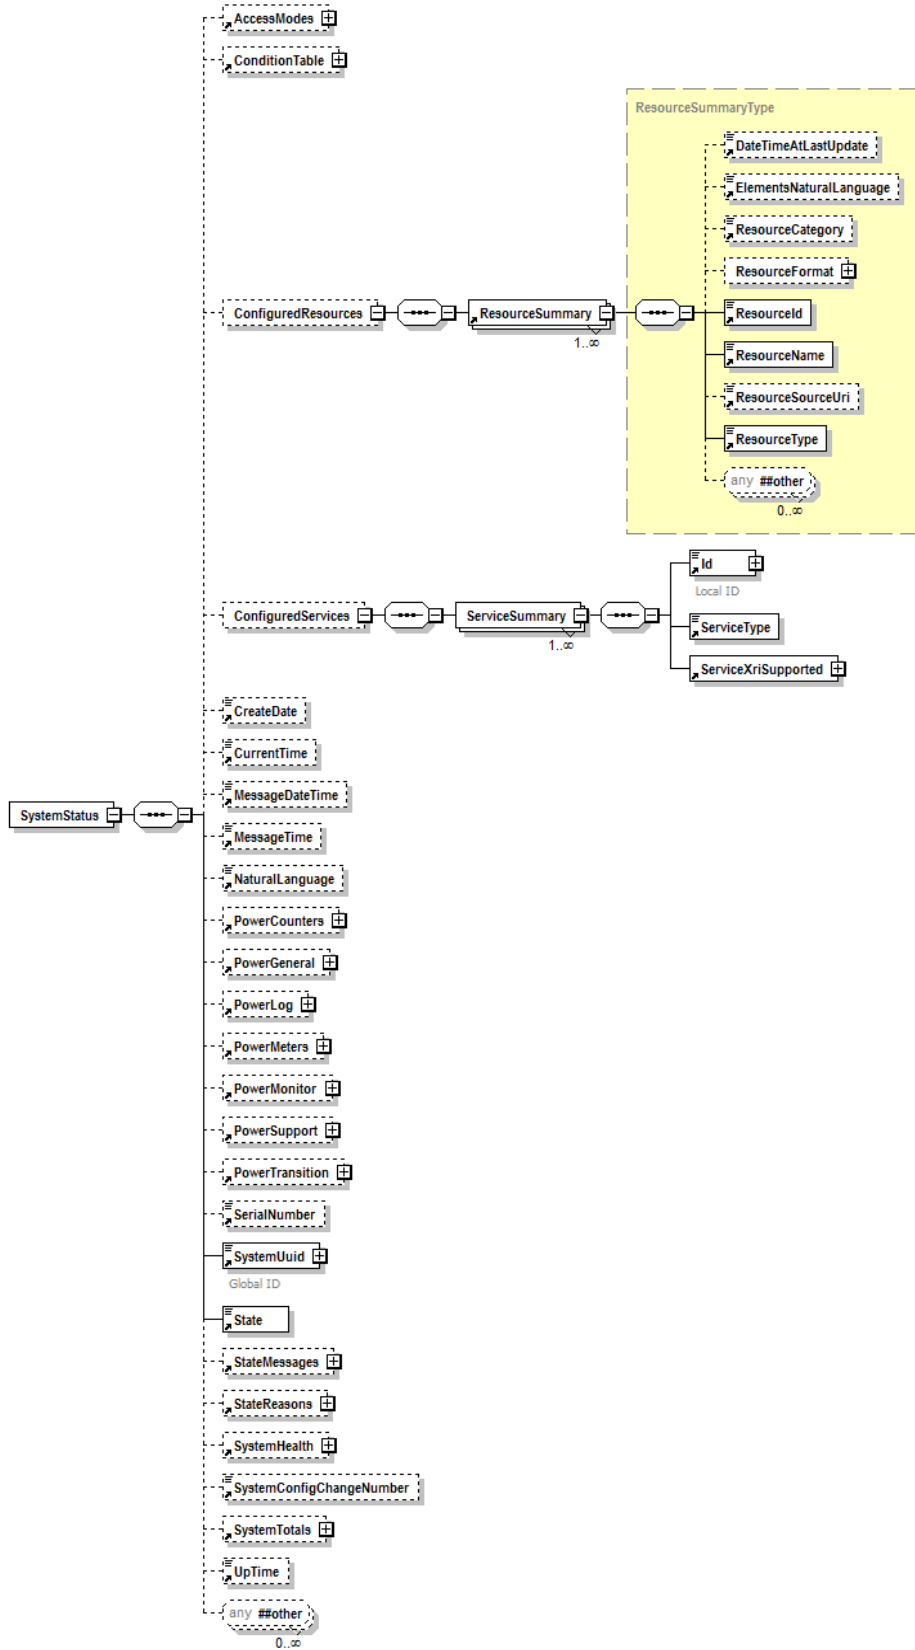 AccessModes
ConditionTable
ResourceSummaryType
DateTimeAtLastUpdate
ElementsNaturalLanguage
ResourceCategory
ResourceFormat
ConfiguredResources
ResourceSummary
1..∞
ResourceId
ResourceName
ResourceSourceUri
ResourceType
any ##other
0..∞
ConfiguredServices
ServiceSummary
1..∞
Id
Local ID
ServiceType
ServiceXriSupported
CreateDate
CurrentTime
MessageDateTime
SystemStatus
MessageTime
NaturalLanguage
PowerCounters
PowerGeneral
PowerLog
PowerMeters
PowerMonitor
PowerSupport
PowerTransition
SerialNumber
SystemUuid
Global ID
State
StateMessages
StateReasons
SystemHealth
SystemConfigChangeNumber
SystemTotals
UpTime
any ##other
0..∞